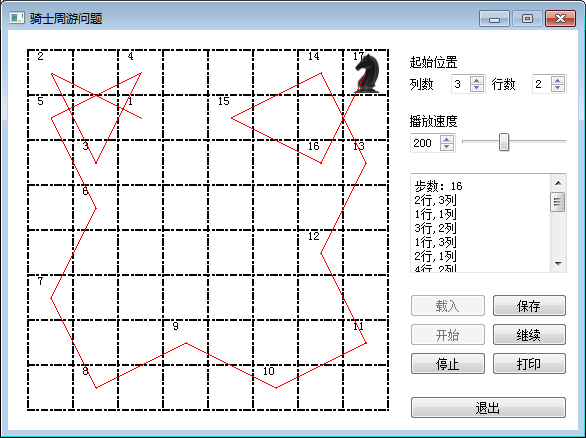 骑士周游问题
2 4 14 17
5 1 15
3 16 13
6
12
7
9 11
8 10
起始位置
列数 3 行数 2
播放速度
200
步数: 16
2行,3列
1行,1列
3行,2列
1行,3列
2行,1列
4行,2列
载入 保存
开始 继续
停止 打印
退出